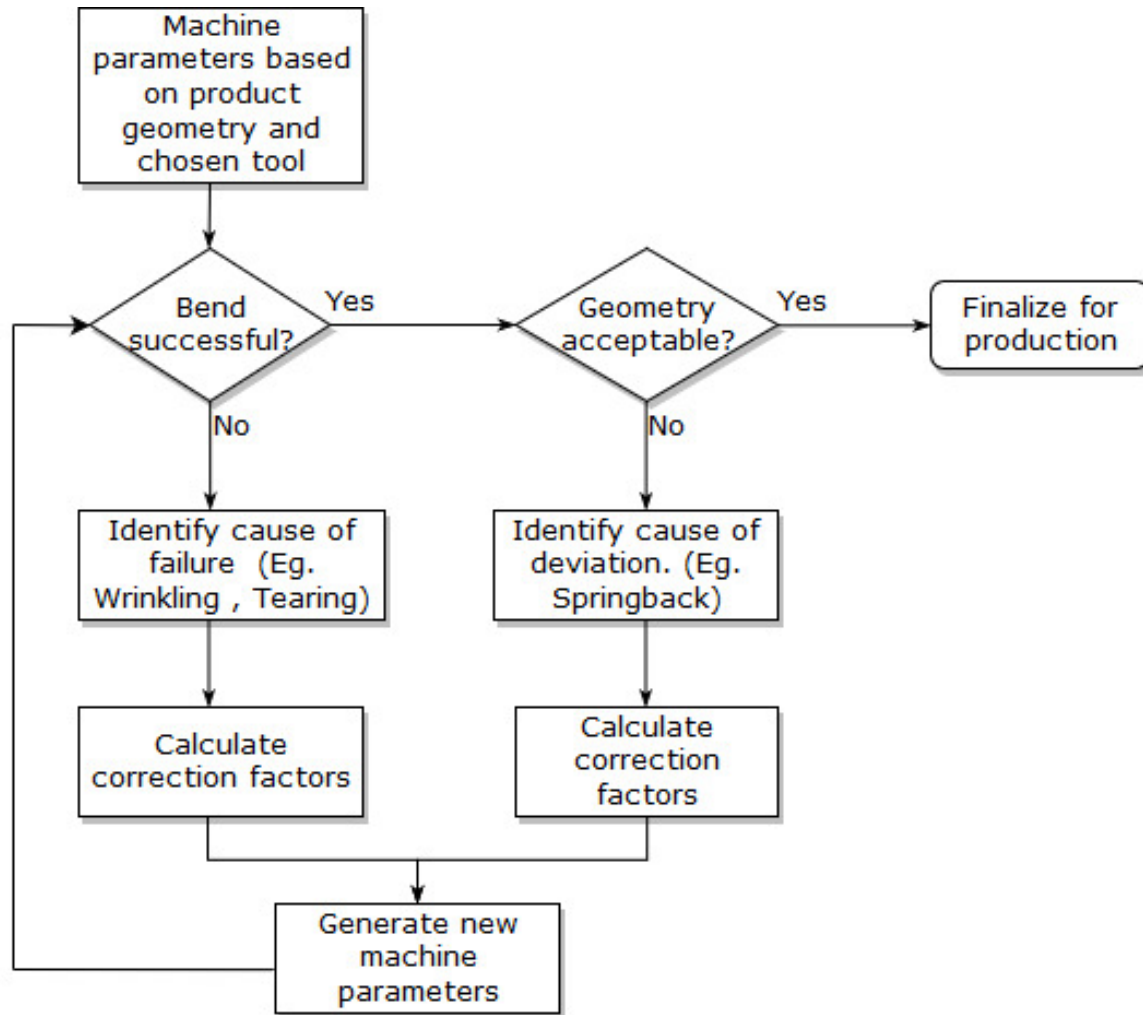 Machine
parameters based
on product
geometry and
chosen tool
Bend
successful?
Yes
No
Geometry
acceptable?
Yes
No
Finalize for
production
Identify cause of
failure (Eg.
Wrinkling , Tearing)
Identify cause of
deviation. (Eg.
Springback)
Calculate
correction factors
Calculate
correction
factors
Generate new
machine
parameters